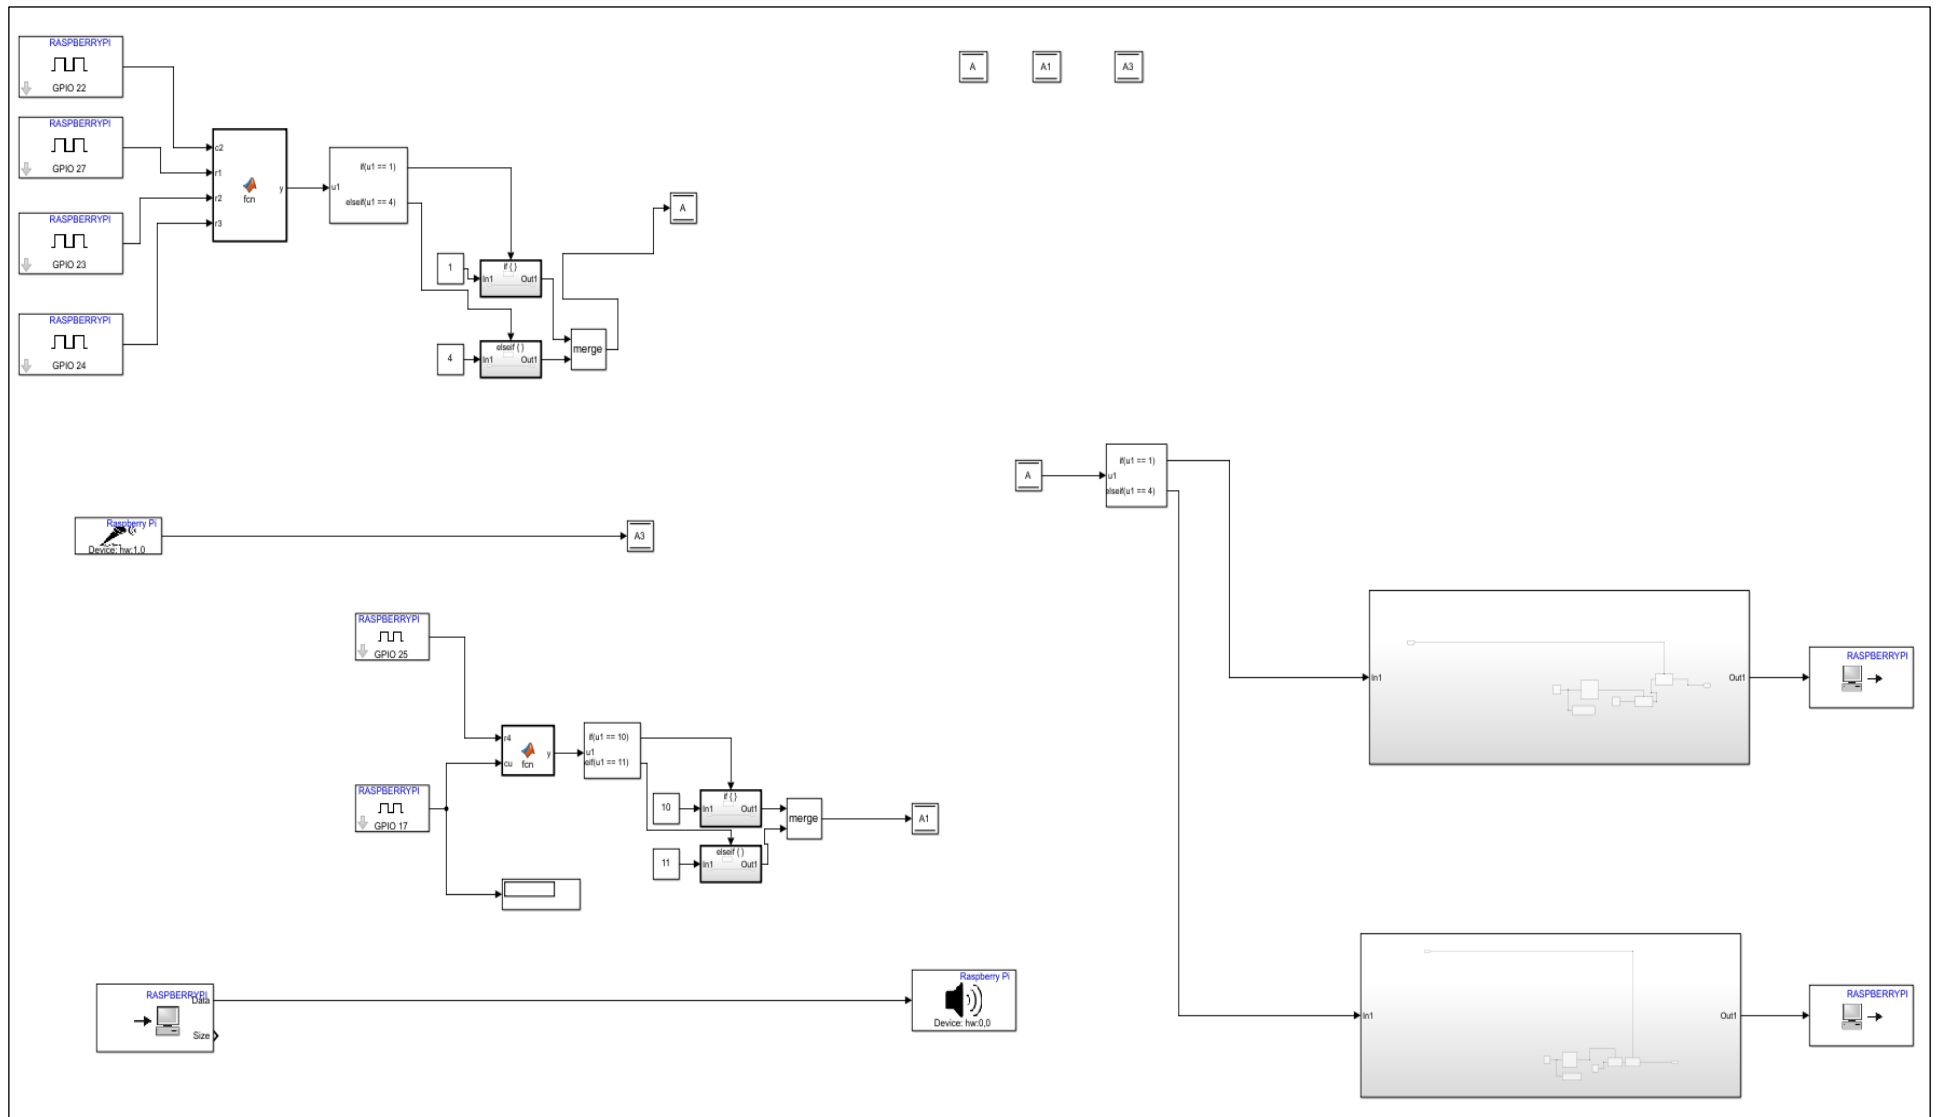 RASPBERRYPI
GPIO 22
RASPBERRYPI
GPIO 27
RASPBERRYPI
GPIO 23
RASPBERRYPI
GPIO 24
c2
r1
r2
r3
fcn
y
u1
if(u1 == 1)
elseif(u1 == 4)
1
if { }
In1
Out1
4
elseif { }
In1
Out1
merge
A
A
A1
A3
Raspberry Pi
Device: hw:1,0
A3
RASPBERRYPI
GPIO 25
RASPBERRYPI
GPIO 17
r4
cu
fcn
y
if(u1 == 10)
u1
eif(u1 == 11)
10
if { }
In1
Out1
11
elseif { }
In1
Out1
merge
A1
RASPBERRYPI
Data
Size
Raspberry Pi
Device: hw:0,0
A
if(u1 == 1)
u1
elseif(u1 == 4)
In1
Out1
RASPBERRYPI
In1
Out1
RASPBERRYPI